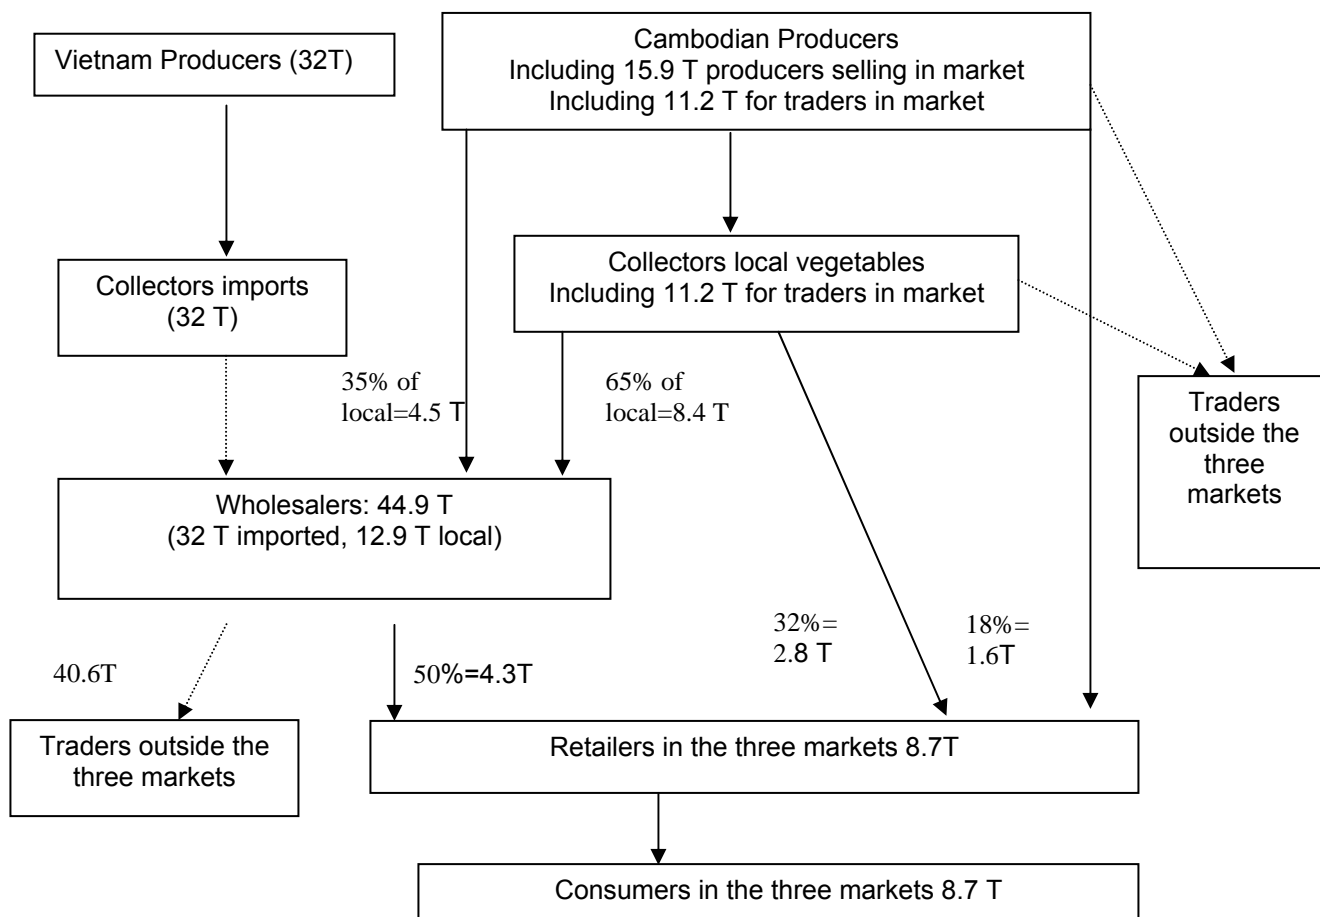 Vietnam Producers (32T)
Cambodian Producers
Including 15.9 T producers selling in market
Including 11.2 T for traders in market
Collectors imports
(32 T)
Collectors local vegetables
Including 11.2 T for traders in market
35% of
local=4.5 T
65% of
local=8.4 T
Traders
outside the
three
markets
Wholesalers: 44.9 T
(32 T imported, 12.9 T local)
32%=
2.8 T
18%=
1.6T
40.6T
50%=4.3T
Traders outside the
three markets
Retailers in the three markets 8.7T
Consumers in the three markets 8.7 T